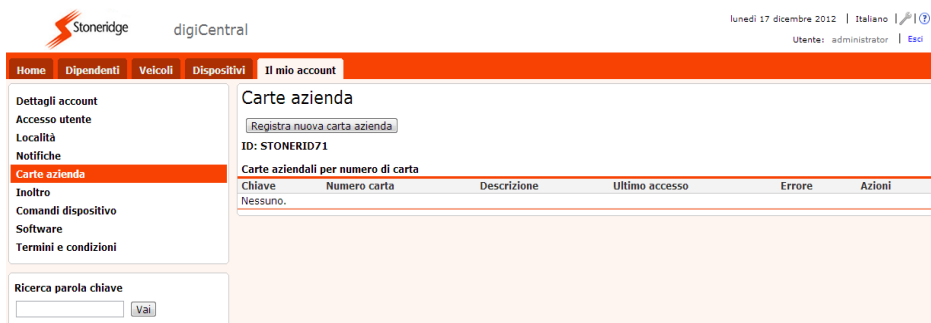 Stoneridge
digiCentral
lunedì 17 dicembre 2012 | Italiano | | ?
Utente: administrator | Esci
Home Dipendenti Veicoli Dispositivi Il mio account
Dettagli account
Accesso utente
Località
Notifiche
Carte azienda
Inoltro
Comandi dispositivo
Software
Termini e condizioni
Ricerca parola chiave
Vai
Carte azienda
Registra nuova carta azienda
ID: STONERID71
Carte aziendali per numero di carta
Chiave Numero carta Descrizione Ultimo accesso Errore Azioni
Nessuno.